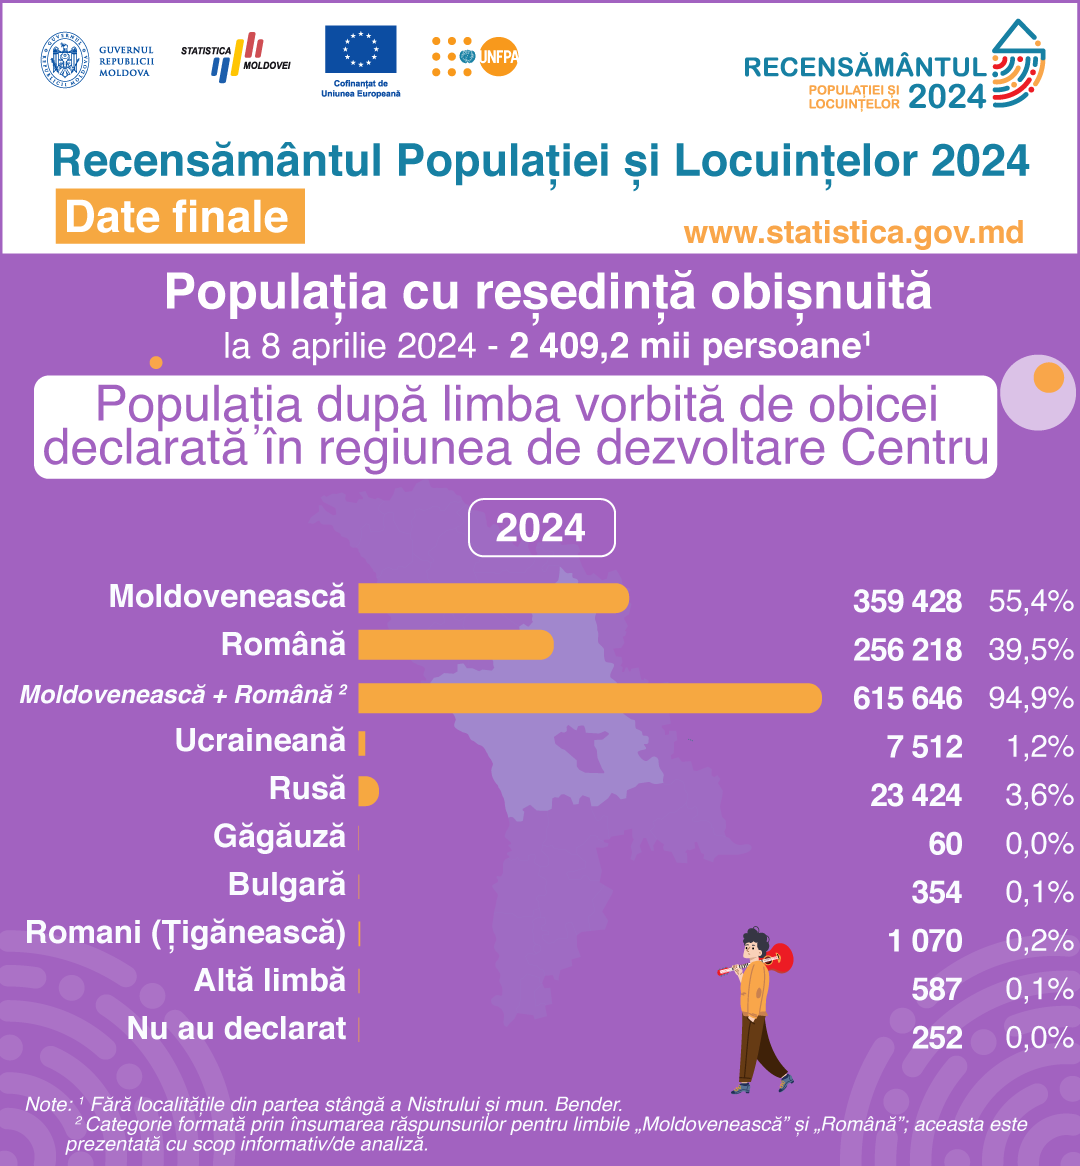 GUVERNUL
REPUBLICII
MOLDOVA
STATISTICA
MOLDOVEI
Cofinanțat de
Uniunea Europeană
UNFPA
RECENSĂMÂNTUL
POPULAȚIEI ȘI
LOCUINȚELOR 2024
Recensământul Populației și Locuințelor 2024
Date finale
www.statistica.gov.md
Populația cu reședință obișnuită
la 8 aprilie 2024 - 2 409,2 mii persoane¹
Populația după limba vorbită de obicei
declarată în regiunea de dezvoltare Centru
2024
Moldovenească 359 428 55,4%
Română 256 218 39,5%
Moldovenească + Română ² 615 646 94,9%
Ucraineană 7 512 1,2%
Rusă 23 424 3,6%
Găgăuză 60 0,0%
Bulgară 354 0,1%
Romani (Țigănească) 1 070 0,2%
Altă limbă 587 0,1%
Nu au declarat 252 0,0%
Note: ¹ Fără localitățile din partea stângă a Nistrului și mun. Bender.
² Categorie formată prin însumarea răspunsurilor pentru limbile „Moldovenească” și „Română”; aceasta este
prezentată cu scop informativ/de analiză.